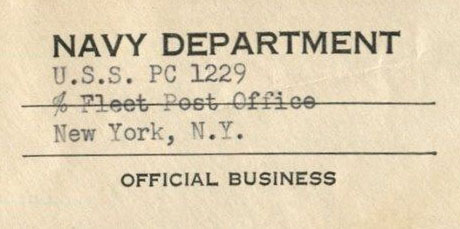 NAVY DEPARTMENT
U.S.S. PC 1229
% Fleet Post Office
New York, N.Y.
OFFICIAL BUSINESS